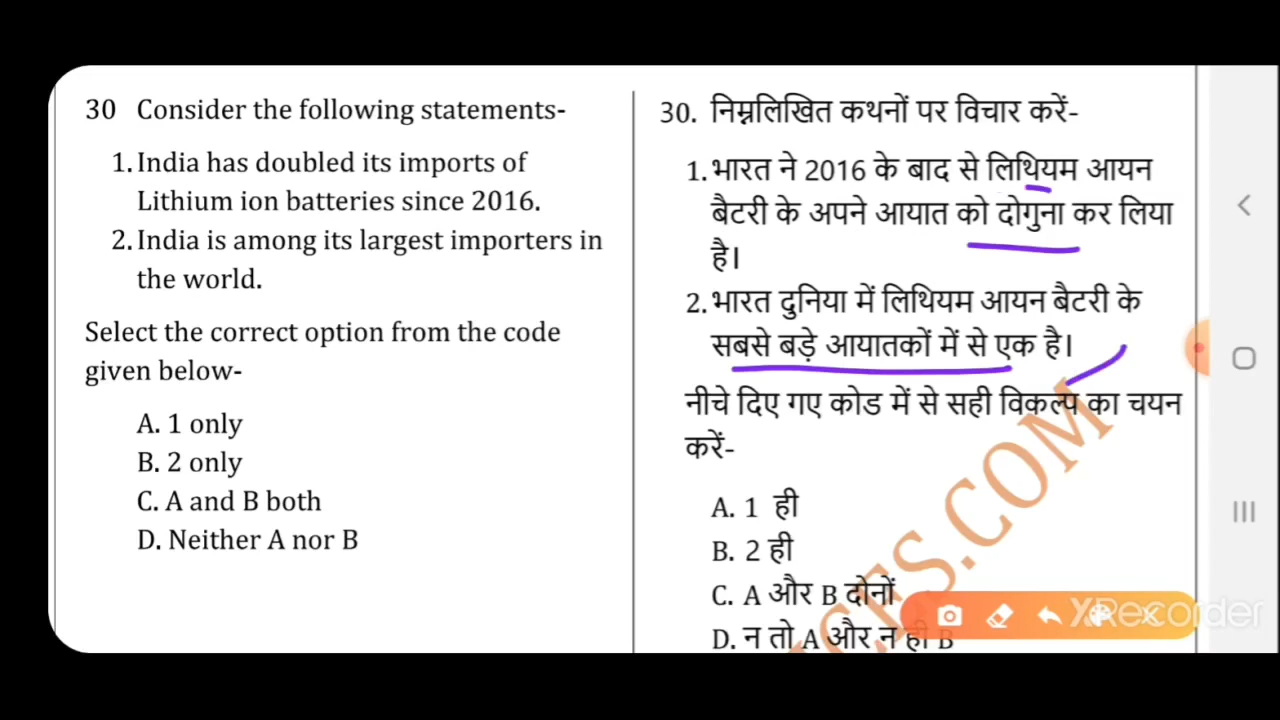 30 Consider the following statements-
1. India has doubled its imports of
Lithium ion batteries since 2016.
2. India is among its largest importers in
the world.
Select the correct option from the code
given below-
A. 1 only
B. 2 only
C. A and B both
D. Neither A nor B
30. निम्नलिखित कथनों पर विचार करें-
1. भारत ने 2016 के बाद से लिथियम आयन
बैटरी के अपने आयात को दोगुना कर लिया
है।
2. भारत दुनिया में लिथियम आयन बैटरी के
सबसे बड़े आयातकों में से एक है।
नीचे दिए गए कोड में से सही विकल्प का चयन
करें-
A. 1 ही
B. 2 ही
C. A और B दोनों
D. न तो A और न ही B
XRecorder